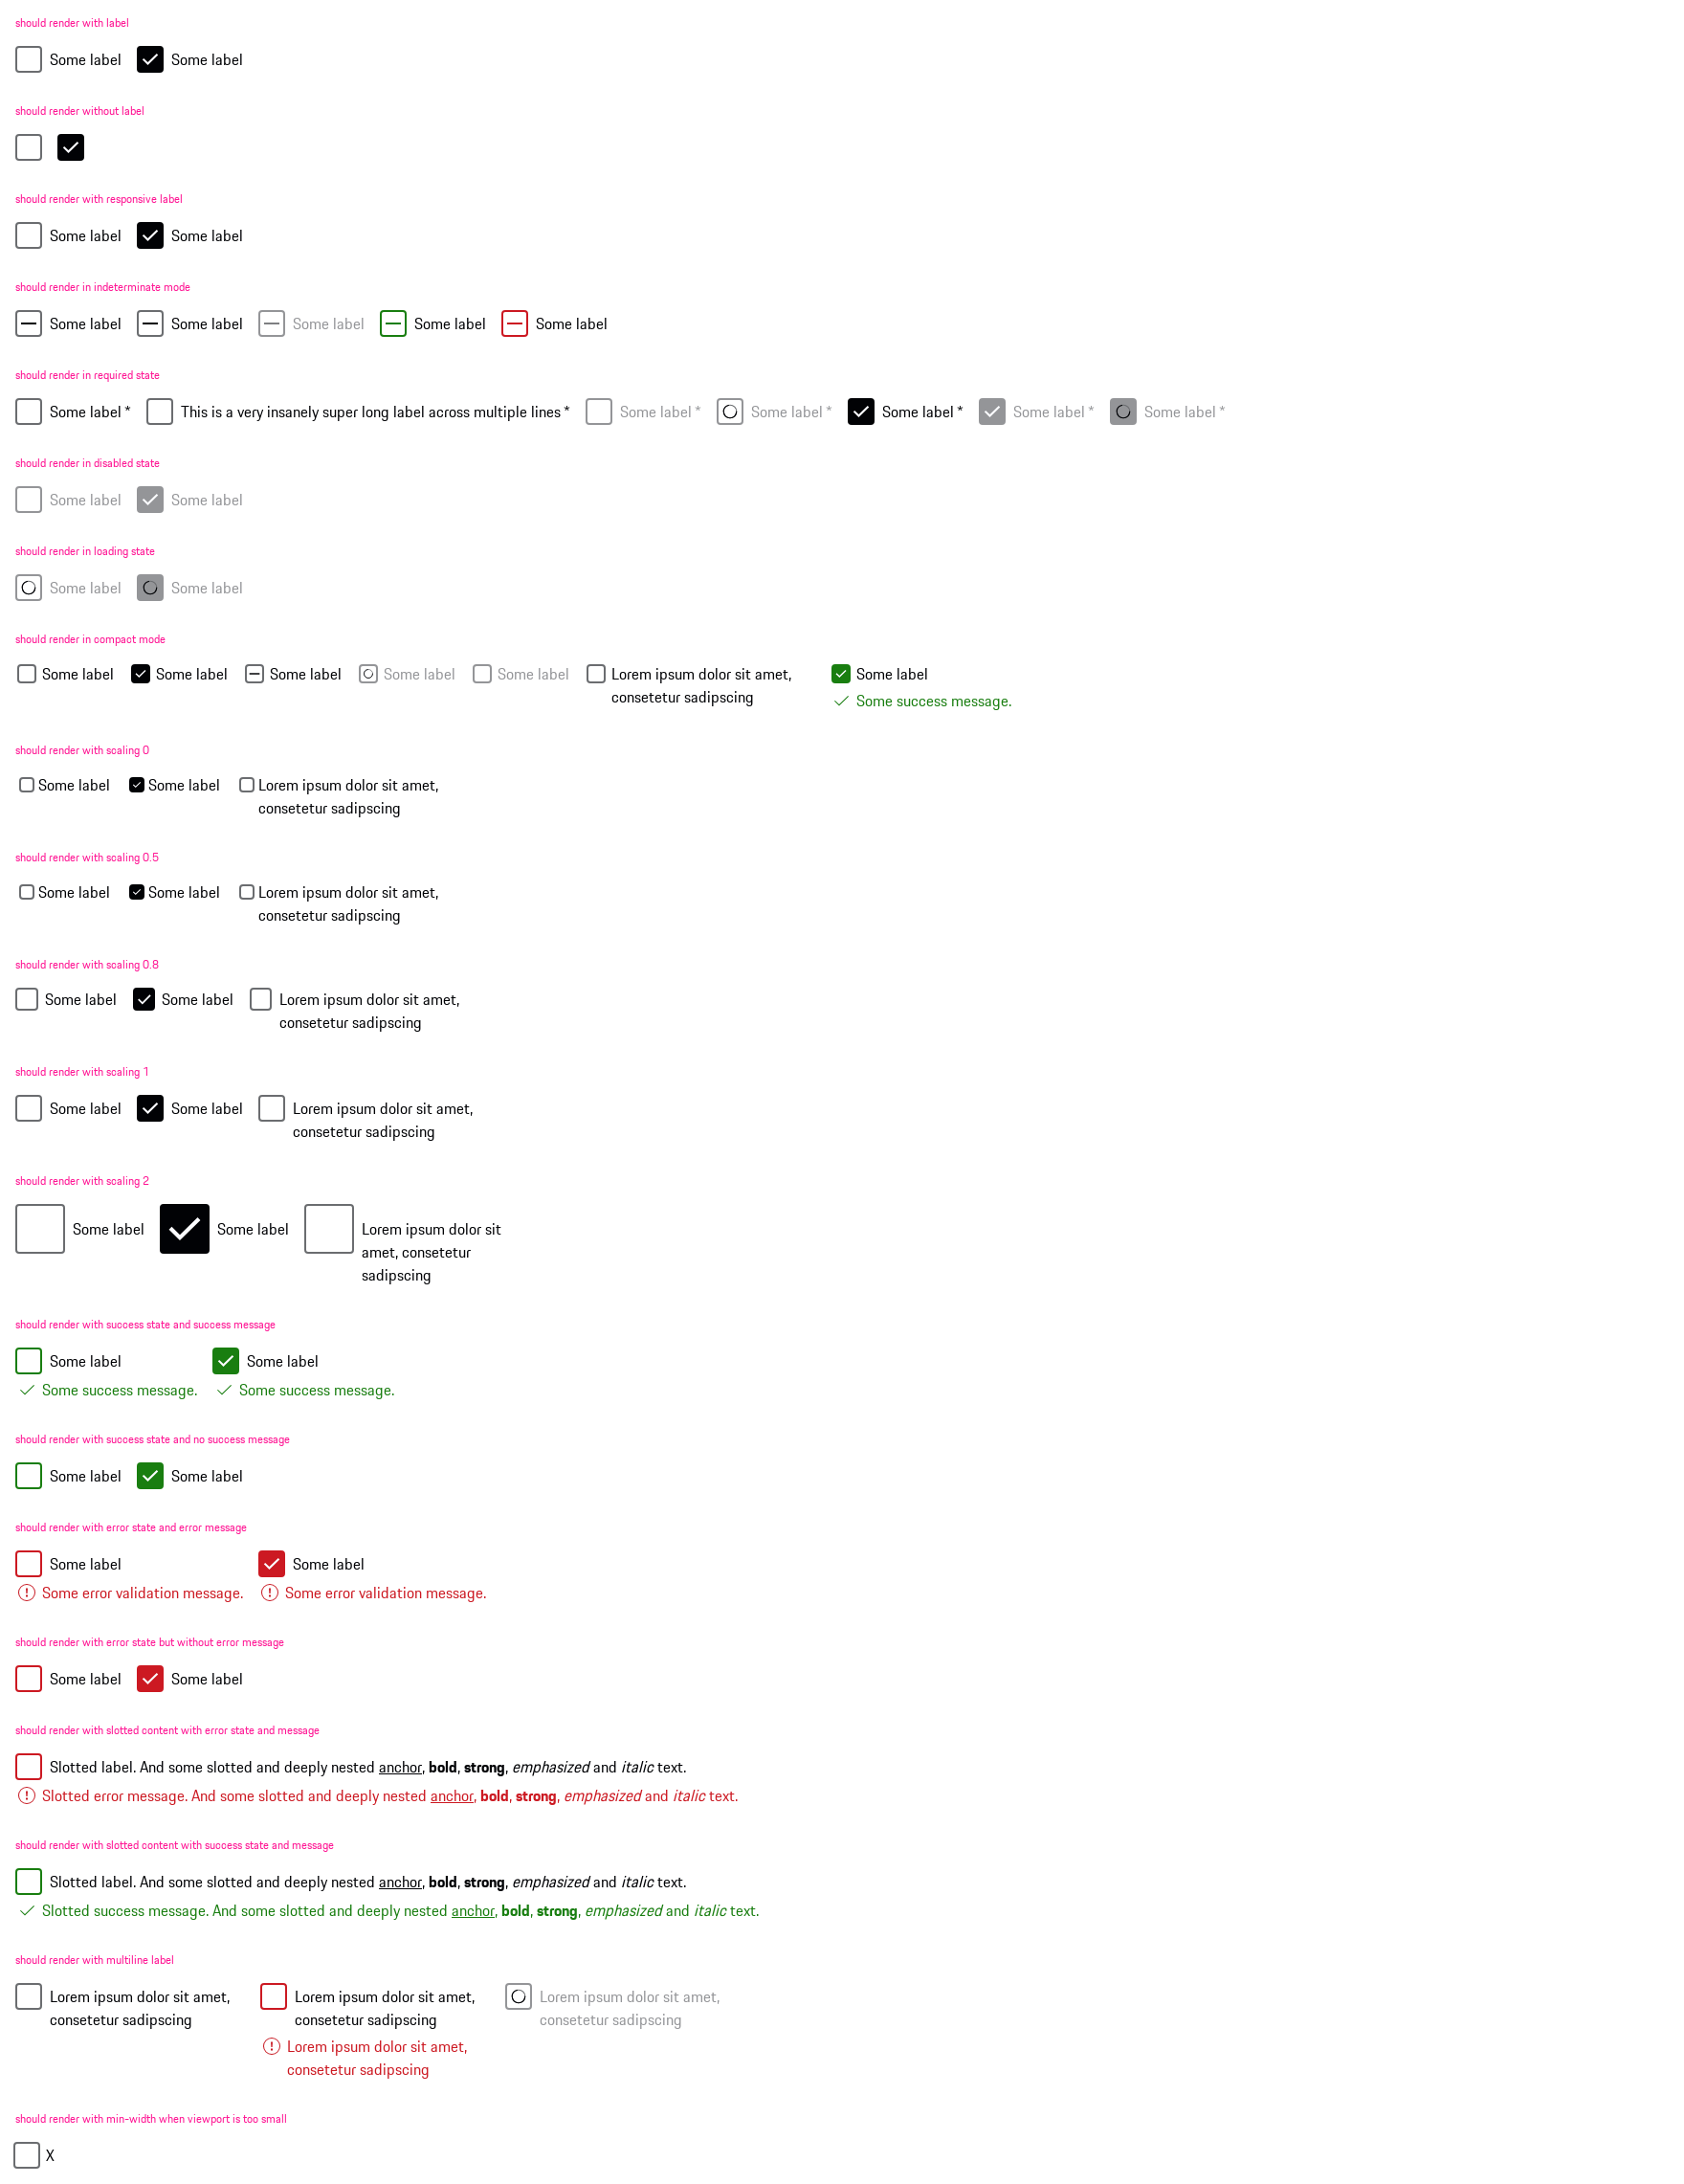 should render with label
Some label Some label
should render without label
should render with responsive label
Some label Some label
should render in indeterminate mode
Some label Some label Some label Some label Some label
should render in required state
Some label * This is a very insanely super long label across multiple lines * Some label * Some label * Some label * Some label * Some label *
should render in disabled state
Some label Some label
should render in loading state
Some label Some label
should render in compact mode
Some label Some label Some label Some label Some label Lorem ipsum dolor sit amet, Some label
consetetur sadipscing Some success message.
should render with scaling 0
Some label Some label Lorem ipsum dolor sit amet,
consetetur sadipscing
should render with scaling 0.5
Some label Some label Lorem ipsum dolor sit amet,
consetetur sadipscing
should render with scaling 0.8
Some label Some label Lorem ipsum dolor sit amet,
consetetur sadipscing
should render with scaling 1
Some label Some label Lorem ipsum dolor sit amet,
consetetur sadipscing
should render with scaling 2
Some label Some label Lorem ipsum dolor sit
amet, consetetur
sadipscing
should render with success state and success message
Some label Some label
Some success message. Some success message.
should render with success state and no success message
Some label Some label
should render with error state and error message
Some label Some label
Some error validation message. Some error validation message.
should render with error state but without error message
Some label Some label
should render with slotted content with error state and message
Slotted label. And some slotted and deeply nested anchor, bold, strong, emphasized and italic text.
Slotted error message. And some slotted and deeply nested anchor, bold, strong, emphasized and italic text.
should render with slotted content with success state and message
Slotted label. And some slotted and deeply nested anchor, bold, strong, emphasized and italic text.
Slotted success message. And some slotted and deeply nested anchor, bold, strong, emphasized and italic text.
should render with multiline label
Lorem ipsum dolor sit amet, Lorem ipsum dolor sit amet, Lorem ipsum dolor sit amet,
consetetur sadipscing consetetur sadipscing consetetur sadipscing
Lorem ipsum dolor sit amet,
consetetur sadipscing
should render with min-width when viewport is too small
X